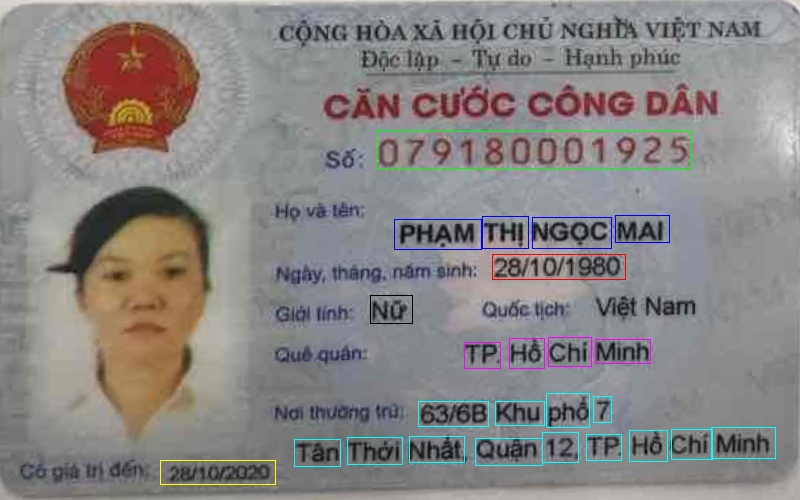 CỘNG HÒA XÃ HỘI CHỦ NGHĨA VIỆT NAM
Độc lập - Tự do - Hạnh phúc
CĂN CƯỚC CÔNG DÂN
Số: 079180001925
Họ và tên:
PHẠM THỊ NGỌC MAI
Ngày, tháng, năm sinh: 28/10/1980
Giới tính: Nữ Quốc tịch: Việt Nam
Quê quán: TP. Hồ Chí Minh
Nơi thường trú: 63/6B Khu phố 7
Tân Thới Nhất, Quận 12, TP. Hồ Chí Minh
Có giá trị đến: 28/10/2020